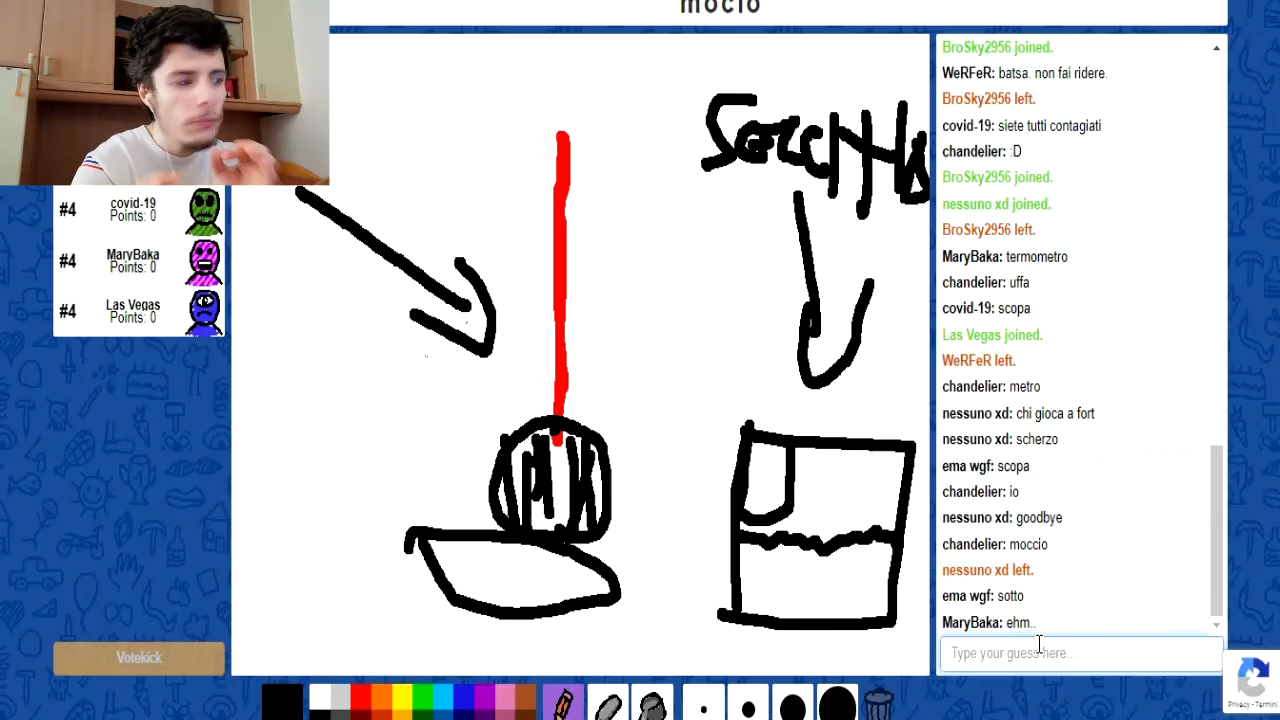 mocio
BroSky2956 joined.
WeRFeR: batsa. non fai ridere.
BroSky2956 left.
covid-19: siete tutti contagiati
chandelier: :D
BroSky2956 joined.
nessuno xd joined.
BroSky2956 left.
MaryBaka: termometro
chandelier: uffa
covid-19: scopa
Las Vegas joined.
WeRFeR left.
chandelier: metro
nessuno xd: chi gioca a fort
nessuno xd: scherzo
ema wgf: scopa
chandelier: io
nessuno xd: goodbye
chandelier: moccio
nessuno xd left.
ema wgf: sotto
MaryBaka: ehm..
Type your guess here...
#4 covid-19
Points: 0
#4 MaryBaka
Points: 0
#4 Las Vegas
Points: 0
Votekick
Privacy - Termini